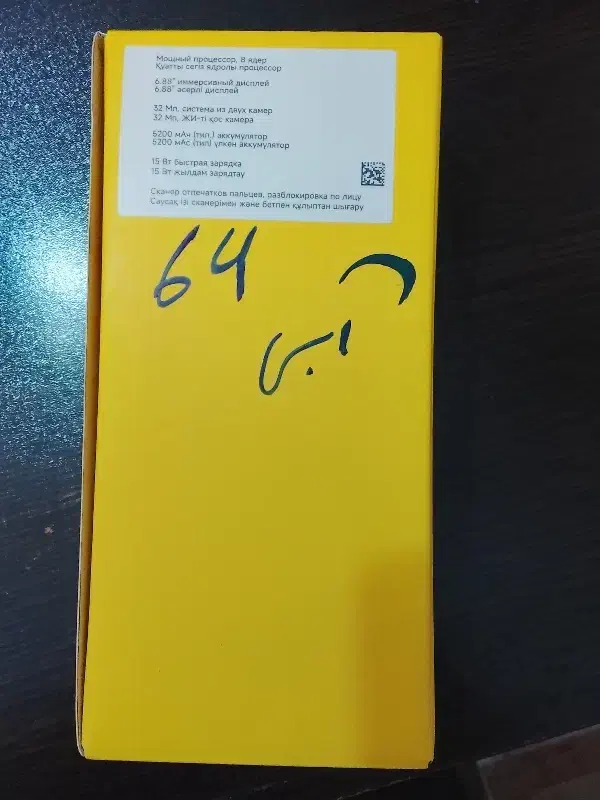 Мощный процессор, 8 ядер
Қуатты сегіз ядролы процессор
6.88" иммерсивный дисплей
6.88" әсерлі дисплей
32 Мп, система из двух камер
32 Мп, ЖИ-ті қос камера
5200 мАч (тип.) аккумулятор
5200 мАс (тип) үлкен аккумулятор
15 Вт быстрая зарядка
15 Вт жылдам зарядтау
Сканер отпечатков пальцев, разблокировка по лицу
Саусақ ізі сканерімен және бетпен құлыптан шығару
64